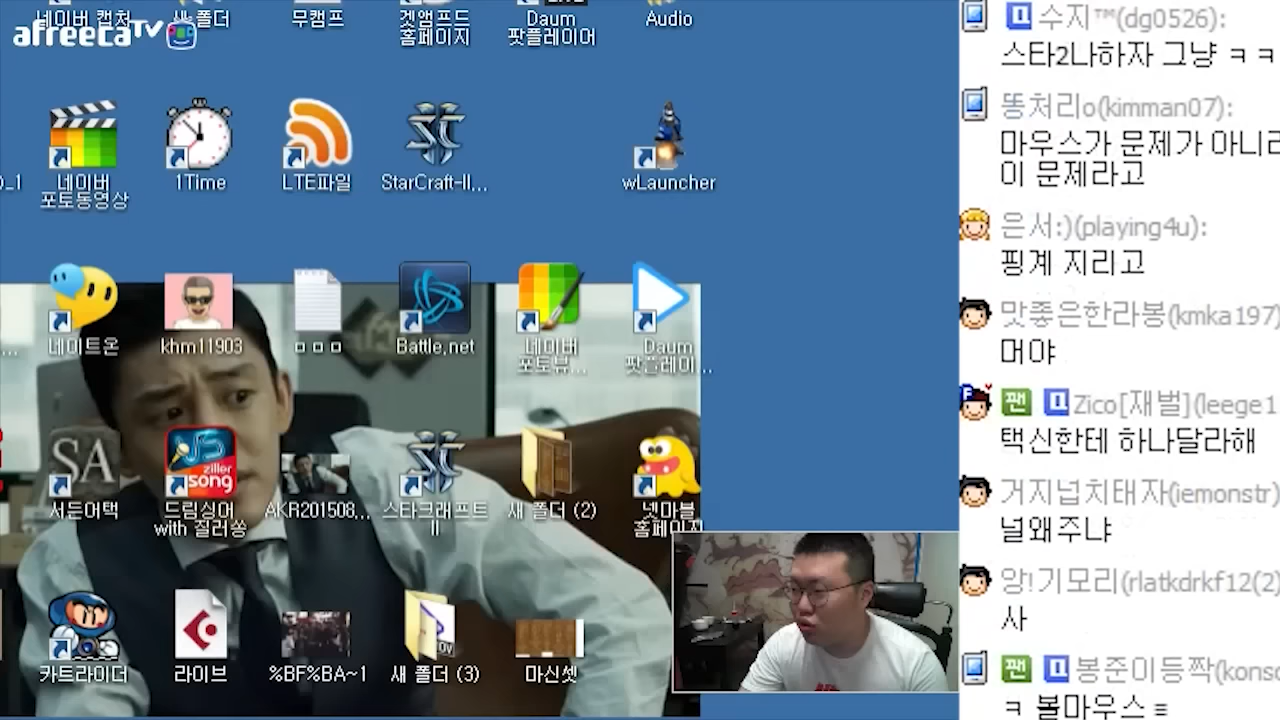 afreecaTV
네이버 캡처
새 폴더
무캠프
겟앰프드
홈페이지
Daum
팟플레이어
Audio
네이버
포토동영상
1Time
LTE파일
StarCraft-II,,,
wLauncher
네이트온
khm11903
ㅁㅁㅁ
Battle,net
네이버
포토뷰,,,
Daum
팟플레이,,,
SA
서든어택
ziller
song
드림싱어
with 질러쏭
AKR201508,,,
스타크래프트
II
새 폴더 (2)
넷마블
홈페이지
카트라이더
라이브
%BF%BA~1
새 폴더 (3)
마신셋
수지™(dg0526):
스타2나하자 그냥 ㅋㅋ
똥처리o(kimman07):
마우스가 문제가 아니라
이 문제라고
은서:)(playing4u):
핑계 지리고
맛좋은한라봉(kmka197)
머야
팬 Zico[재벌](leege1
택신한테 하나달라해
거지넙치태자(iemonstr)
널왜주냐
앙!기모리(rlatkdrkf12(2)
사
팬 봉준이등짝(konso
ㅋ 볼마우스 ≡